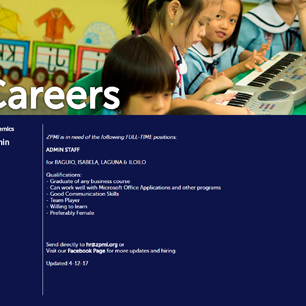 Careers
emics
min
ZPMI is in need of the following FULL-TIME positions:
ADMIN STAFF
for BAGUIO, ISABELA, LAGUNA & ILOILO
Qualifications:
- Graduate of any business course
- Can work well with Microsoft Office Applications and other programs
- Good Communication Skills
- Team Player
- Willing to learn
- Preferably Female
Send directly to hr@zpmi.org or
Visit our Facebook Page for more updates and hiring.
Updated 4-12-17